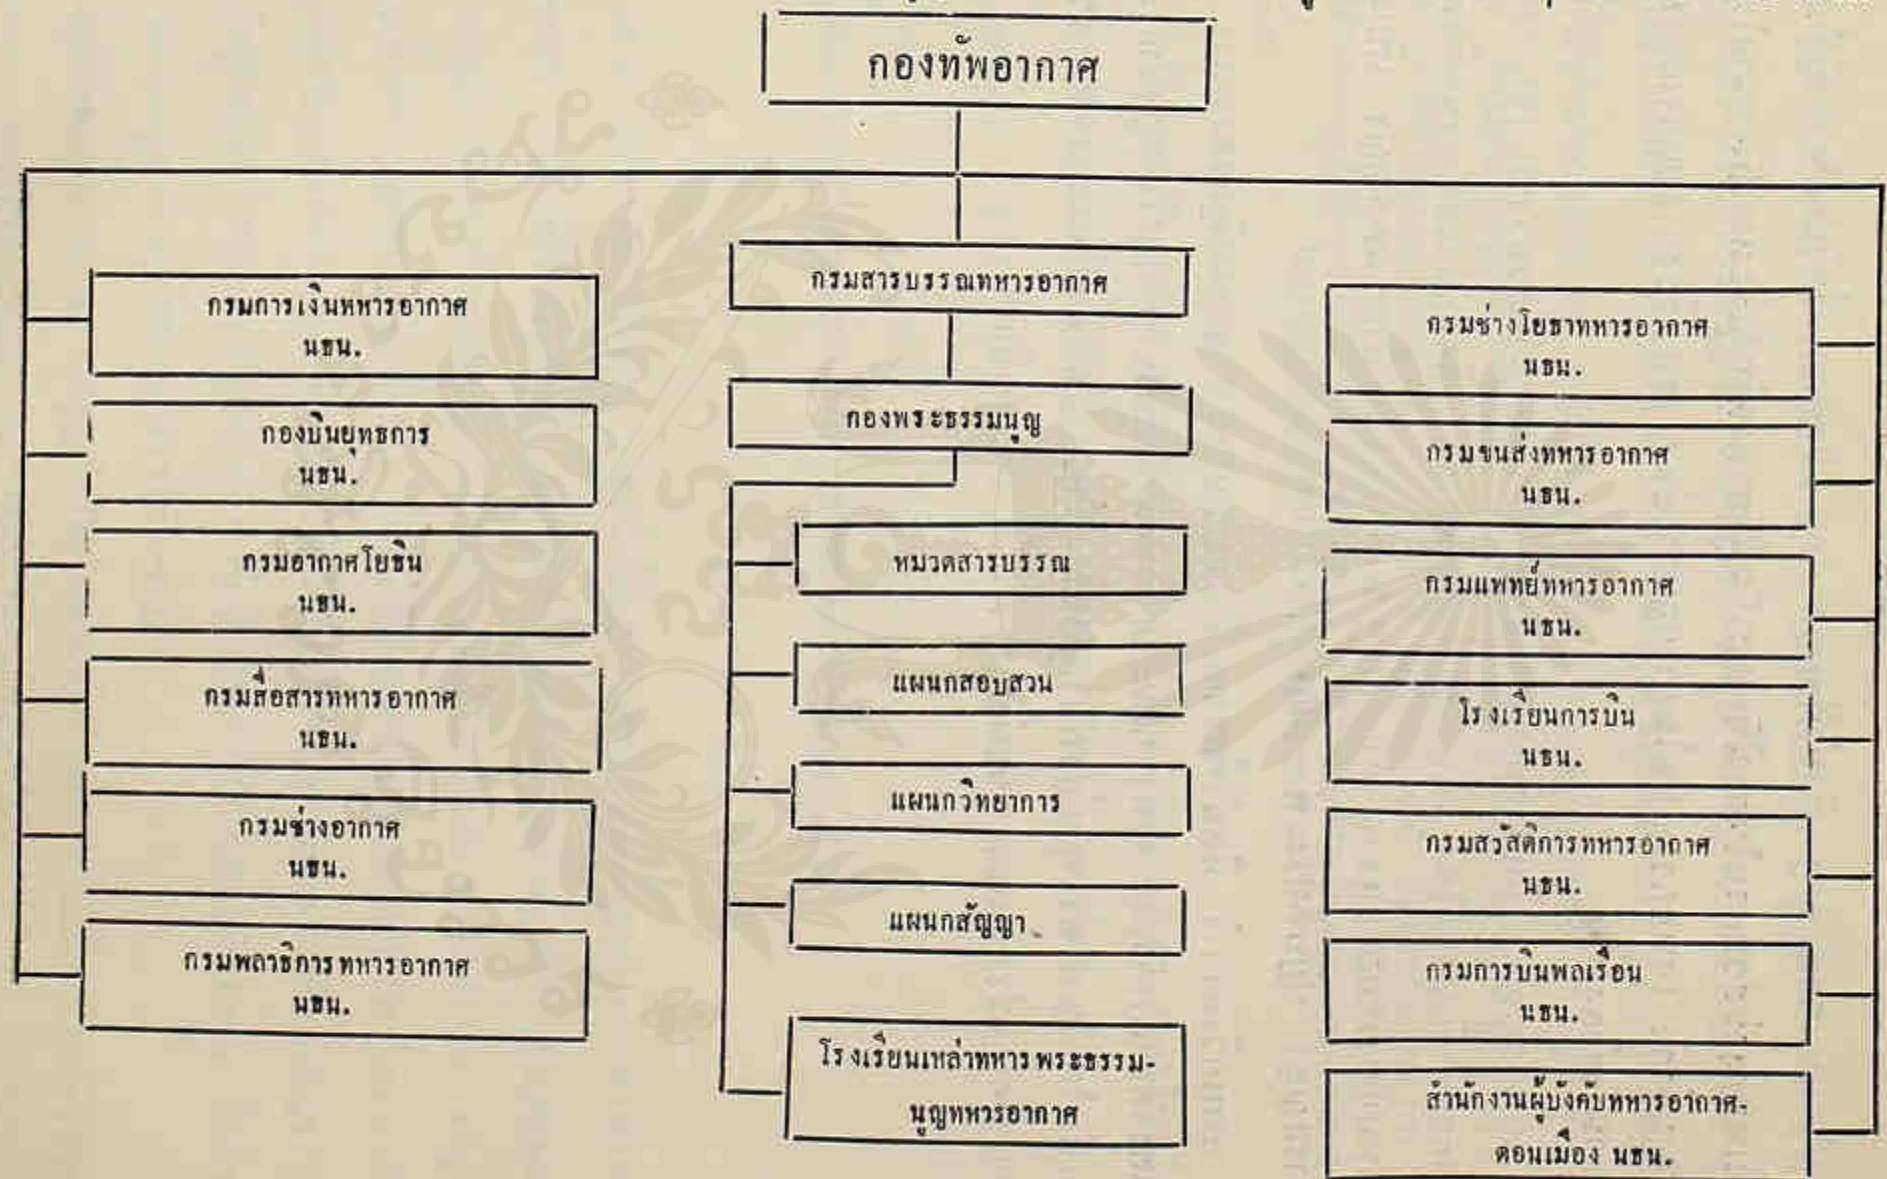 กองทัพอากาศ
กรมการเงินทหารอากาศ
นธน.
กองบินยุทธการ
นธน.
กรมอากาศโยธิน
นธน.
กรมสื่อสารทหารอากาศ
นธน.
กรมช่างอากาศ
นธน.
กรมพลาธิการทหารอากาศ
นธน.
กรมสารบรรณทหารอากาศ
กองพระธรรมนูญ
หมวดสารบรรณ
แผนกสอบสวน
แผนกวิทยาการ
แผนกสัญญา
โรงเรียนเหล่าทหารพระธรรม-
นูญทหารอากาศ
กรมช่างโยธาทหารอากาศ
นธน.
กรมขนส่งทหารอากาศ
นธน.
กรมแพทย์ทหารอากาศ
นธน.
โรงเรียนการบิน
นธน.
กรมสวัสดิการทหารอากาศ
นธน.
กรมการบินพลเรือน
นธน.
สำนักงานผู้บังคับทหารอากาศ-
ดอนเมือง นธน.